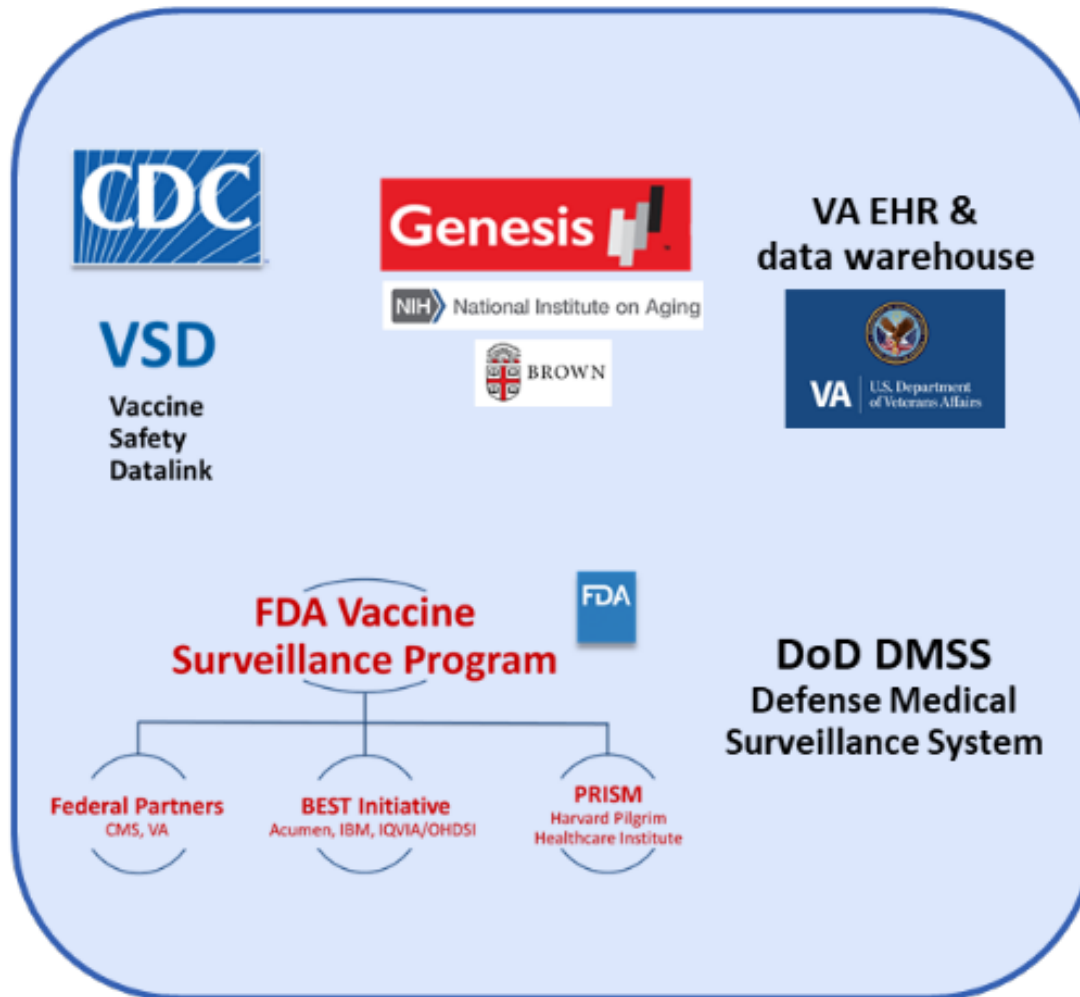 CDC
VSD
Vaccine
Safety
Datalink
Genesis
NIH National Institute on Aging
BROWN
VA EHR &
data warehouse
VA U.S. Department
of Veterans Affairs
FDA Vaccine
Surveillance Program
FDA
Federal Partners
CMS, VA
BEST Initiative
Acumen, IBM, IQVIA/OHDSI
PRISM
Harvard Pilgrim
Healthcare Institute
DoD DMSS
Defense Medical
Surveillance System